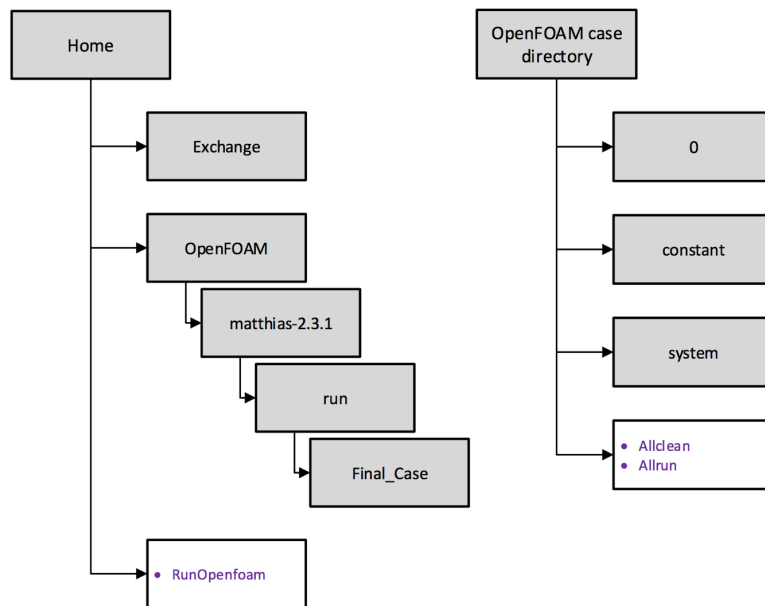 Home
Exchange
OpenFOAM
matthias-2.3.1
run
Final_Case
• RunOpenfoam
OpenFOAM case
directory
0
constant
system
• Allclean
• Allrun